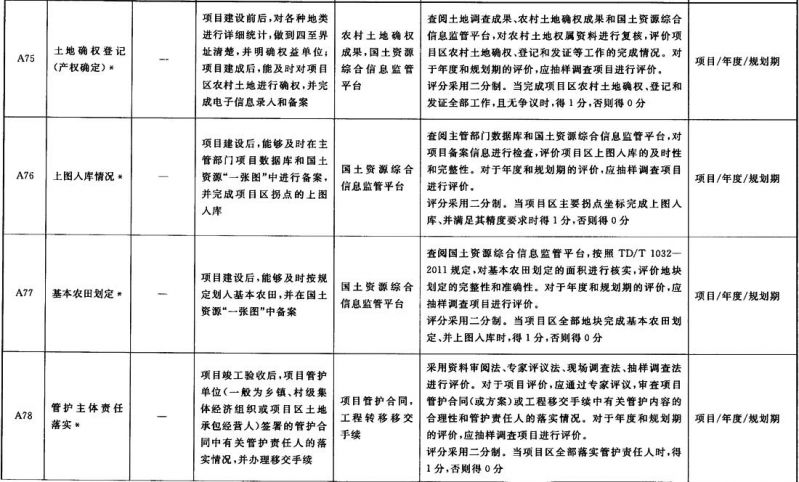 A75
土地确权登记
(产权确定)*
—
项目建设前后,对各种地类
进行详细统计,做到四至界
址清楚,并明确权益单位;
项目建成后,能及时对项目
区农村土地进行确权,并完
成电子信息录入和备案
农村土地确权
成果,国土资源
综合信息监管
平台
查阅土地调查成果、农村土地确权成果和国土资源综合
信息监管平台,对农村土地权属资料进行复核,评价项
目区农村土地确权、登记和发证等工作的完成情况。对
于年度和规划期的评价,应抽样调查项目进行评价。
评分采用二分制。当完成项目区农村土地确权、登记和
发证全部工作,且无争议时,得1分,否则得0分
项目/年度/规划期
A76
上图入库情况*
—
项目建设后,能够及时在主
管部门项目数据库和国土
资源“一张图”中进行备案,
并完成项目区拐点的上图
入库
国土资源综合
信息监管平台
查阅主管部门数据库和国土资源综合信息监管平台,对
项目备案信息进行检查,评价项目区上图入库的及时性
和完整性。对于年度和规划期的评价,应抽样调查项目
进行评价。
评分采用二分制。当项目区主要拐点坐标完成上图入
库、并满足其精度要求时得1分,否则得0分
项目/年度/规划期
A77
基本农田划定*
—
项目建设后,能够及时按规
定划入基本农田,并在国土
资源“一张图”中备案
国土资源综合
信息监管平台
查阅国土资源综合信息监管平台,按照 TD/T 1032—
2011规定,对基本农田划定的面积进行核实,评价地块
划定的完整性和准确性。对于年度和规划期的评价,应
抽样调查项目进行评价。
评分采用二分制。当项目区全部地块完成基本农田划
定、并上图入库时,得1分,否则得0分
项目/年度/规划期
A78
管护主体责任
落实*
—
项目竣工验收后,项目管护
单位(一般为乡镇、村级集
体经济组织或项目区土地
承包经营人)签署的管护合
同中有关管护责任人的落
实情况,并办理移交手续
项目管护合同,
工程转移移交
手续
采用资料审阅法、专家评议法、现场调查法、抽样调查法
进行评价。对于项目评价,应通过专家评议,审查项目
管护合同(或方案)或工程移交手续中有关管护内容的
合理性和管护责任人的落实情况。对于年度和规划期
的评价,应抽样调查项目进行评价。
评分采用二分制。当项目区全部落实管护责任人时,得
1分,否则得0分
项目/年度/规划期